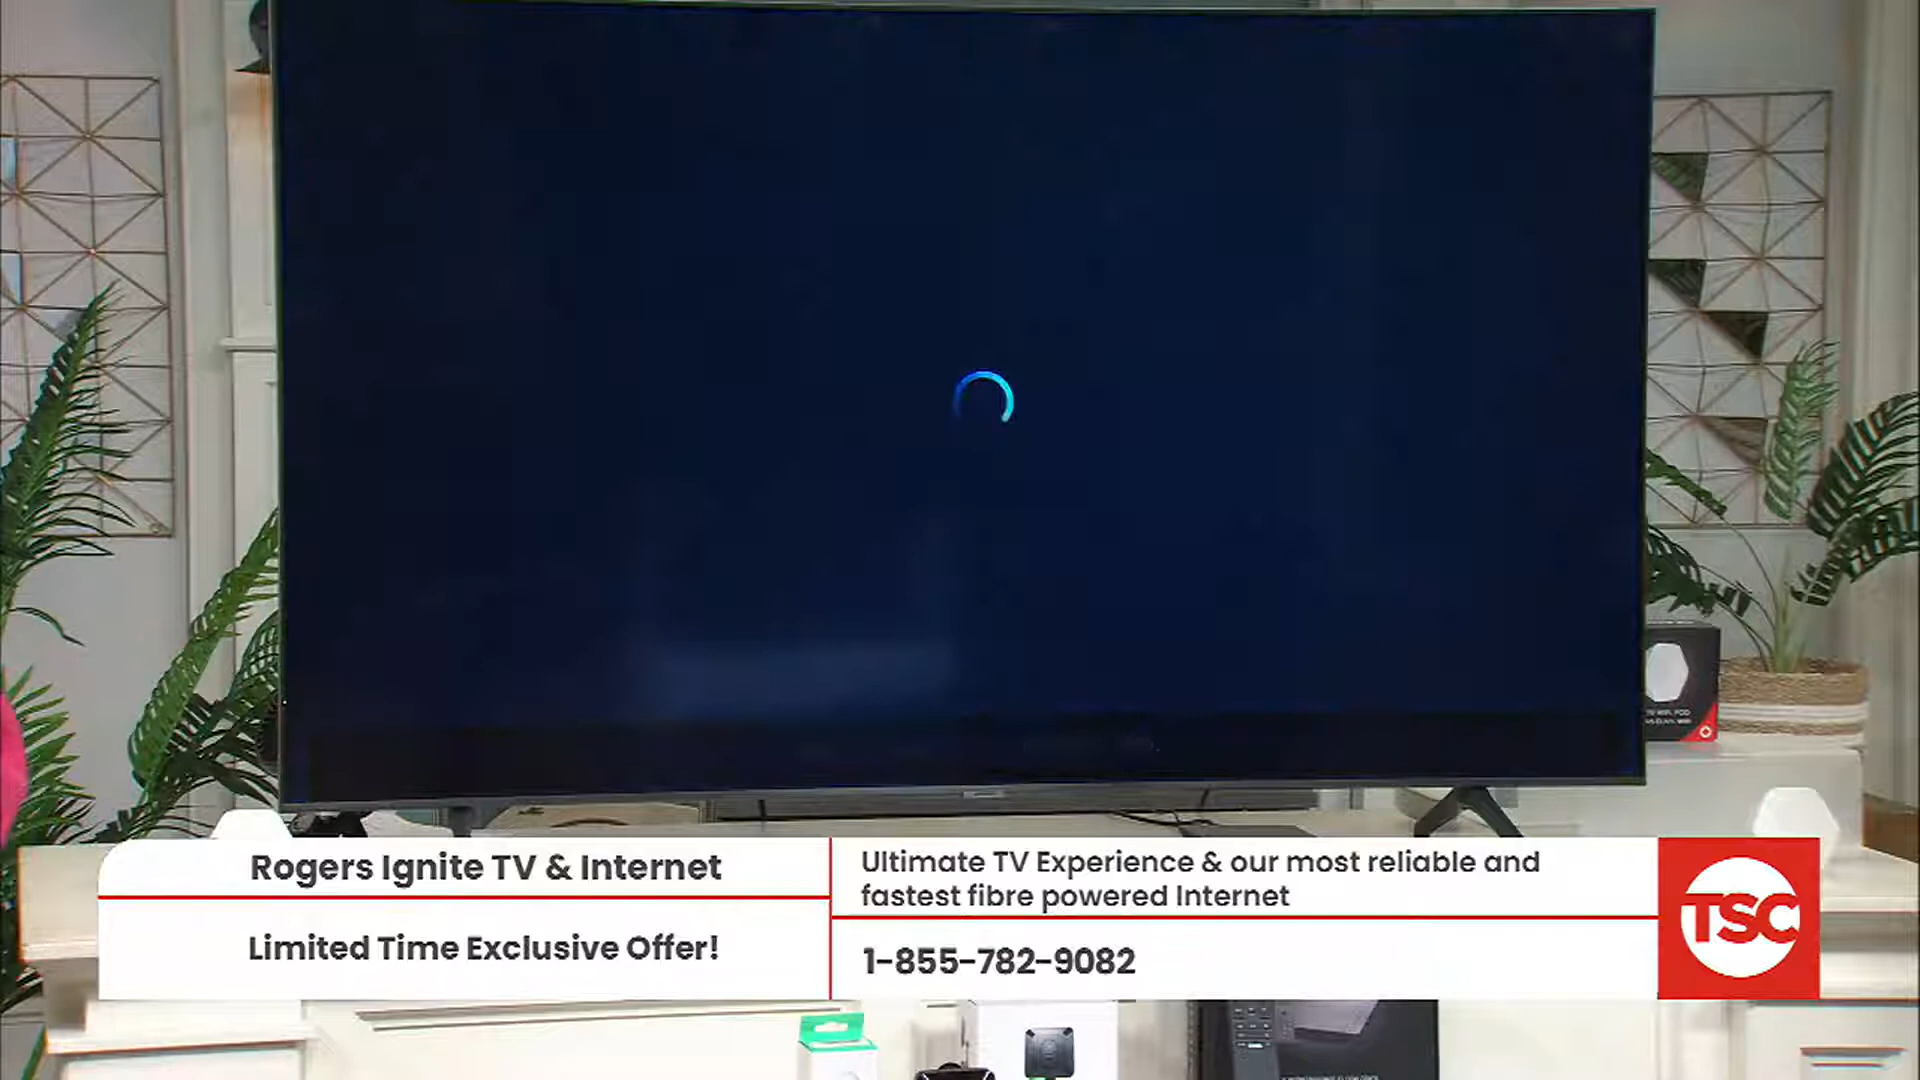 Rogers Ignite TV & Internet
Limited Time Exclusive Offer!
Ultimate TV Experience & our most reliable and
fastest fibre powered Internet
1-855-782-9082
TSC